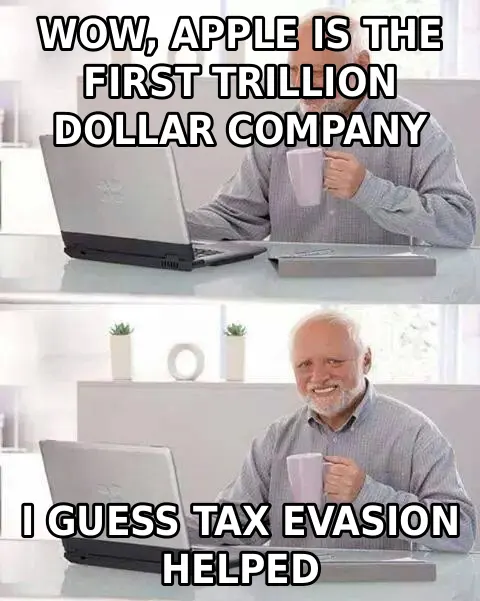 WOW, APPLE IS THE
FIRST TRILLION
DOLLAR COMPANY
I GUESS TAX EVASION
HELPED